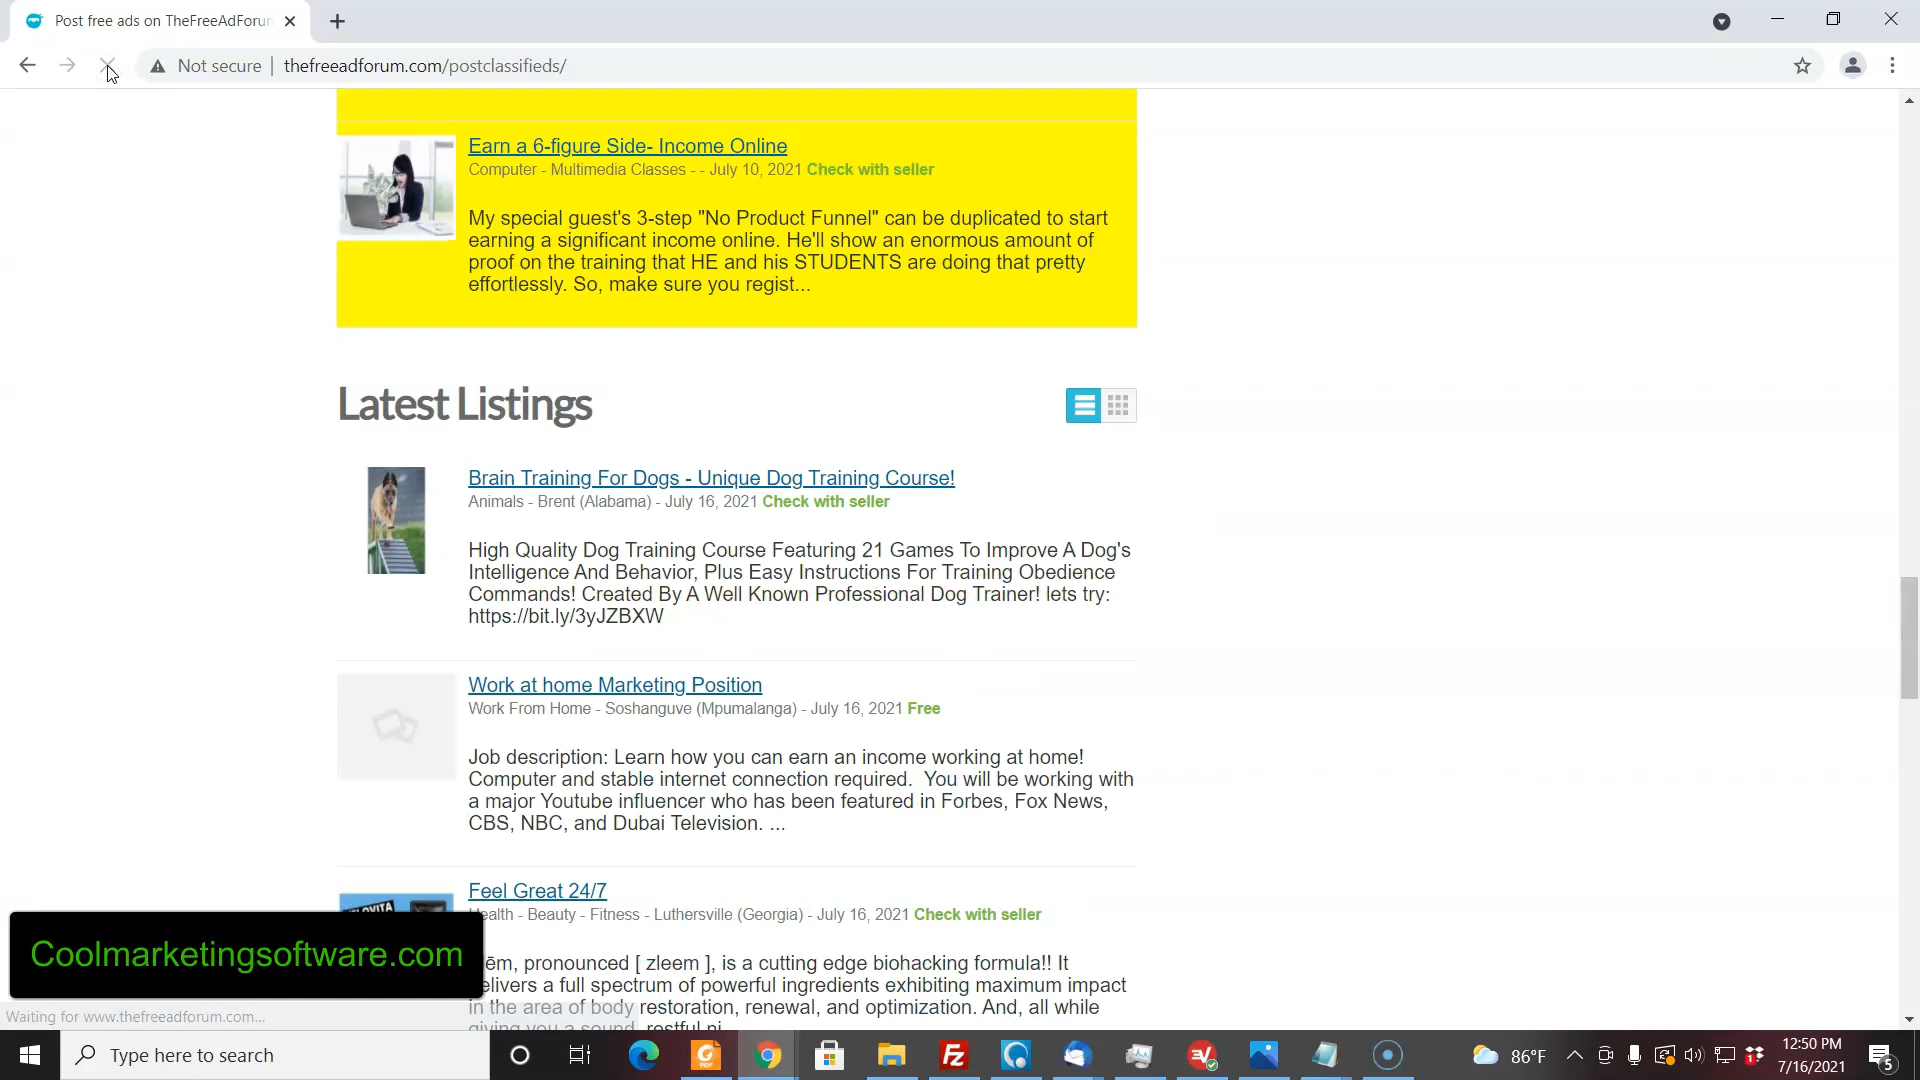 Post free ads on TheFreeAdForum
Not secure
thefreeadforum.com/postclassifieds/
Earn a 6-figure Side- Income Online
Computer - Multimedia Classes - - July 10, 2021 Check with seller
My special guest's 3-step "No Product Funnel" can be duplicated to start
earning a significant income online. He'll show an enormous amount of
proof on the training that HE and his STUDENTS are doing that pretty
effortlessly. So, make sure you regist...
Latest Listings
Brain Training For Dogs - Unique Dog Training Course!
Animals - Brent (Alabama) - July 16, 2021 Check with seller
High Quality Dog Training Course Featuring 21 Games To Improve A Dog's
Intelligence And Behavior, Plus Easy Instructions For Training Obedience
Commands! Created By A Well Known Professional Dog Trainer! lets try:
https://bit.ly/3yJZBXW
Work at home Marketing Position
Work From Home - Soshanguve (Mpumalanga) - July 16, 2021 Free
Job description: Learn how you can earn an income working at home!
Computer and stable internet connection required.  You will be working with
a major Youtube influencer who has been featured in Forbes, Fox News,
CBS, NBC, and Dubai Television. ...
Feel Great 24/7
ealth - Beauty - Fitness - Luthersville (Georgia) - July 16, 2021 Check with seller
ēm, pronounced [ zleem ], is a cutting edge biohacking formula!! It
elivers a full spectrum of powerful ingredients exhibiting maximum impact
in the area of body restoration, renewal, and optimization. And, all while
giving you a sound, restful ni
Coolmarketingsoftware.com
Waiting for www.thefreeadforum.com...
Type here to search
86°F
12:50 PM
7/16/2021
5